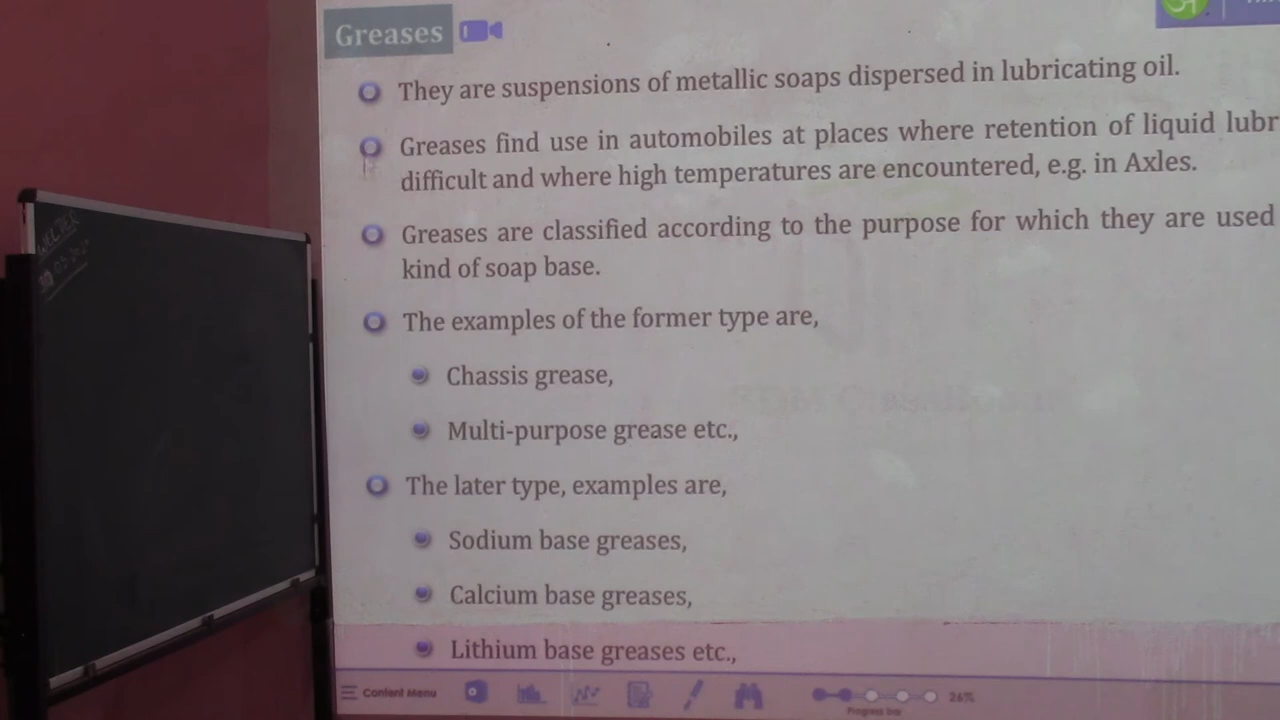 Greases
They are suspensions of metallic soaps dispersed in lubricating oil.
Greases find use in automobiles at places where retention of liquid lubr
difficult and where high temperatures are encountered, e.g. in Axles.
Greases are classified according to the purpose for which they are used
kind of soap base.
The examples of the former type are,
Chassis grease,
Multi-purpose grease etc.,
The later type, examples are,
Sodium base greases,
Calcium base greases,
Lithium base greases etc.,
Content Menu
Progress bar
26%
WELDER